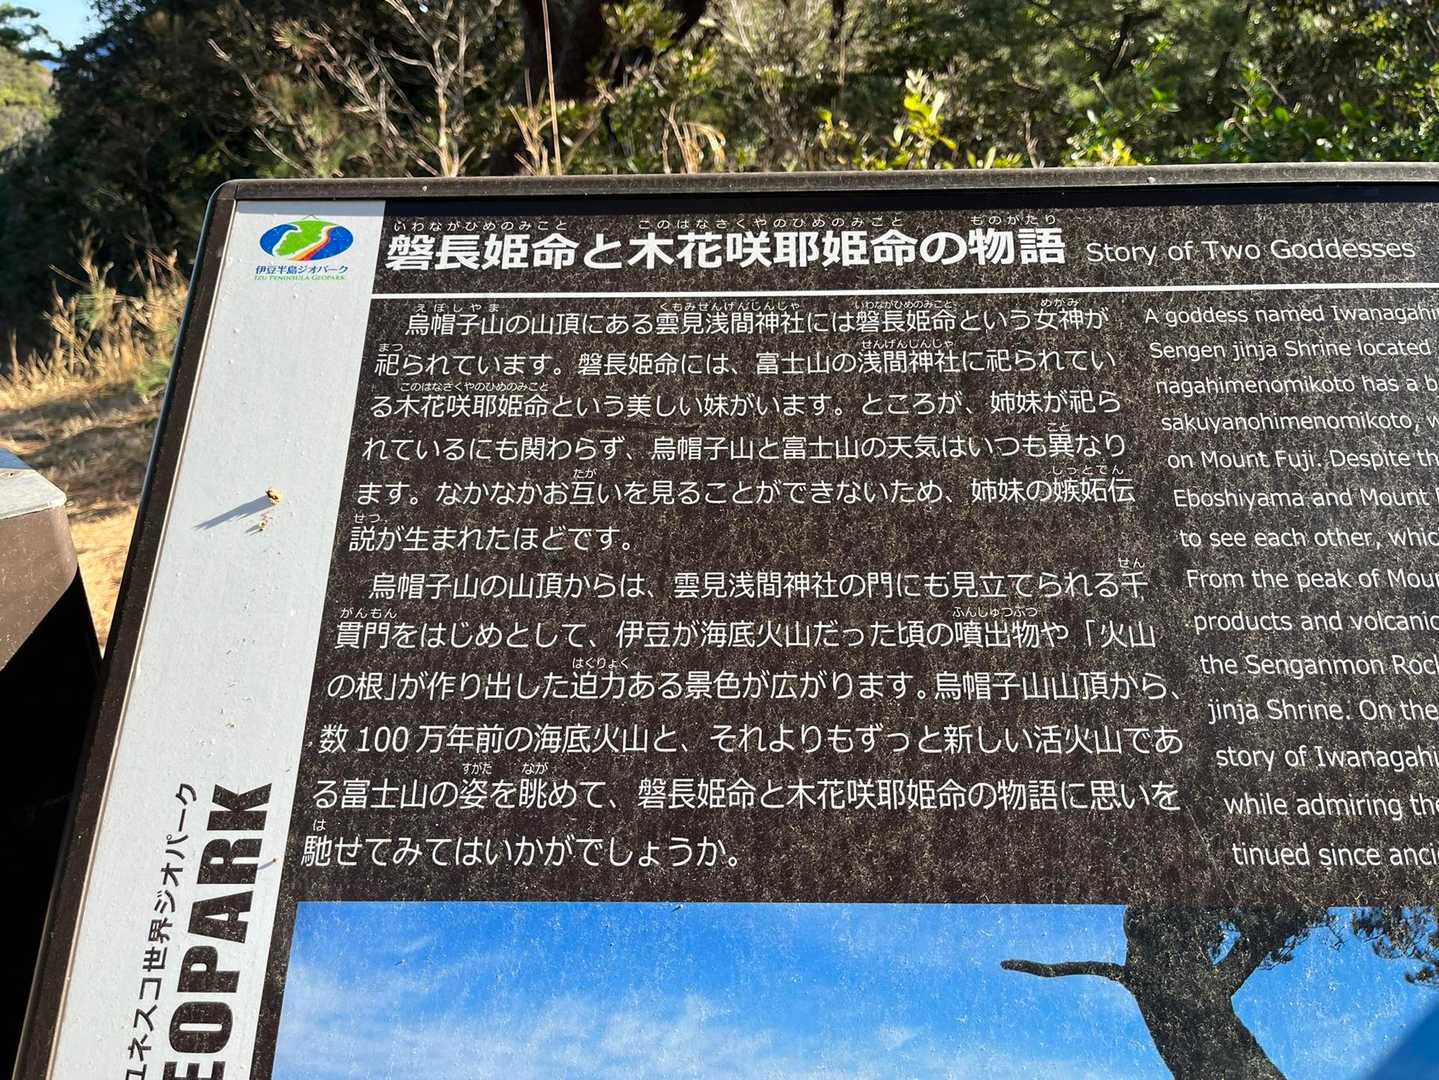 伊豆半島ジオパーク
IZU PENINSULA GEOPARK
いわながひめのみこと このはなさくやのひめのみこと ものがたり
磐長姫命と木花咲耶姫命の物語 Story of Two Goddesses
えぼしやま くもみせんげんじんじゃ いわながひめのみこと めがみ
烏帽子山の山頂にある雲見浅間神社には磐長姫命という女神が
まつ せんげんじんじゃ
祀られています。磐長姫命には、富士山の浅間神社に祀られてい
このはなさくやのひめのみこと
る木花咲耶姫命という美しい妹がいます。ところが、姉妹が祀ら
こと
れているにも関わらず、烏帽子山と富士山の天気はいつも異なり
たが しっとでん
ます。なかなかお互いを見ることができないため、姉妹の嫉妬伝
せつ
説が生まれたほどです。
せん
烏帽子山の山頂からは、雲見浅間神社の門にも見立てられる千
がんもん ふんしゅつぶつ
貫門をはじめとして、伊豆が海底火山だった頃の噴出物や「火山
はくりょく
の根」が作り出した迫力ある景色が広がります。烏帽子山山頂から、
数100万年前の海底火山と、それよりもずっと新しい活火山であ
すがた なが
る富士山の姿を眺めて、磐長姫命と木花咲耶姫命の物語に思いを
は
馳せてみてはいかがでしょうか。
A goddess named
Sengen jinja Shrine located
nagahimenomikoto has a
sakuyanohimenomikoto,
on Mount Fuji. Despite
Eboshiyama and Mount
to see each other,
From the peak of
products and
the Senganmon
jinja Shrine. On the
story of
while admiring
tinued since
ユネスコ世界ジオパーク
EOPARK